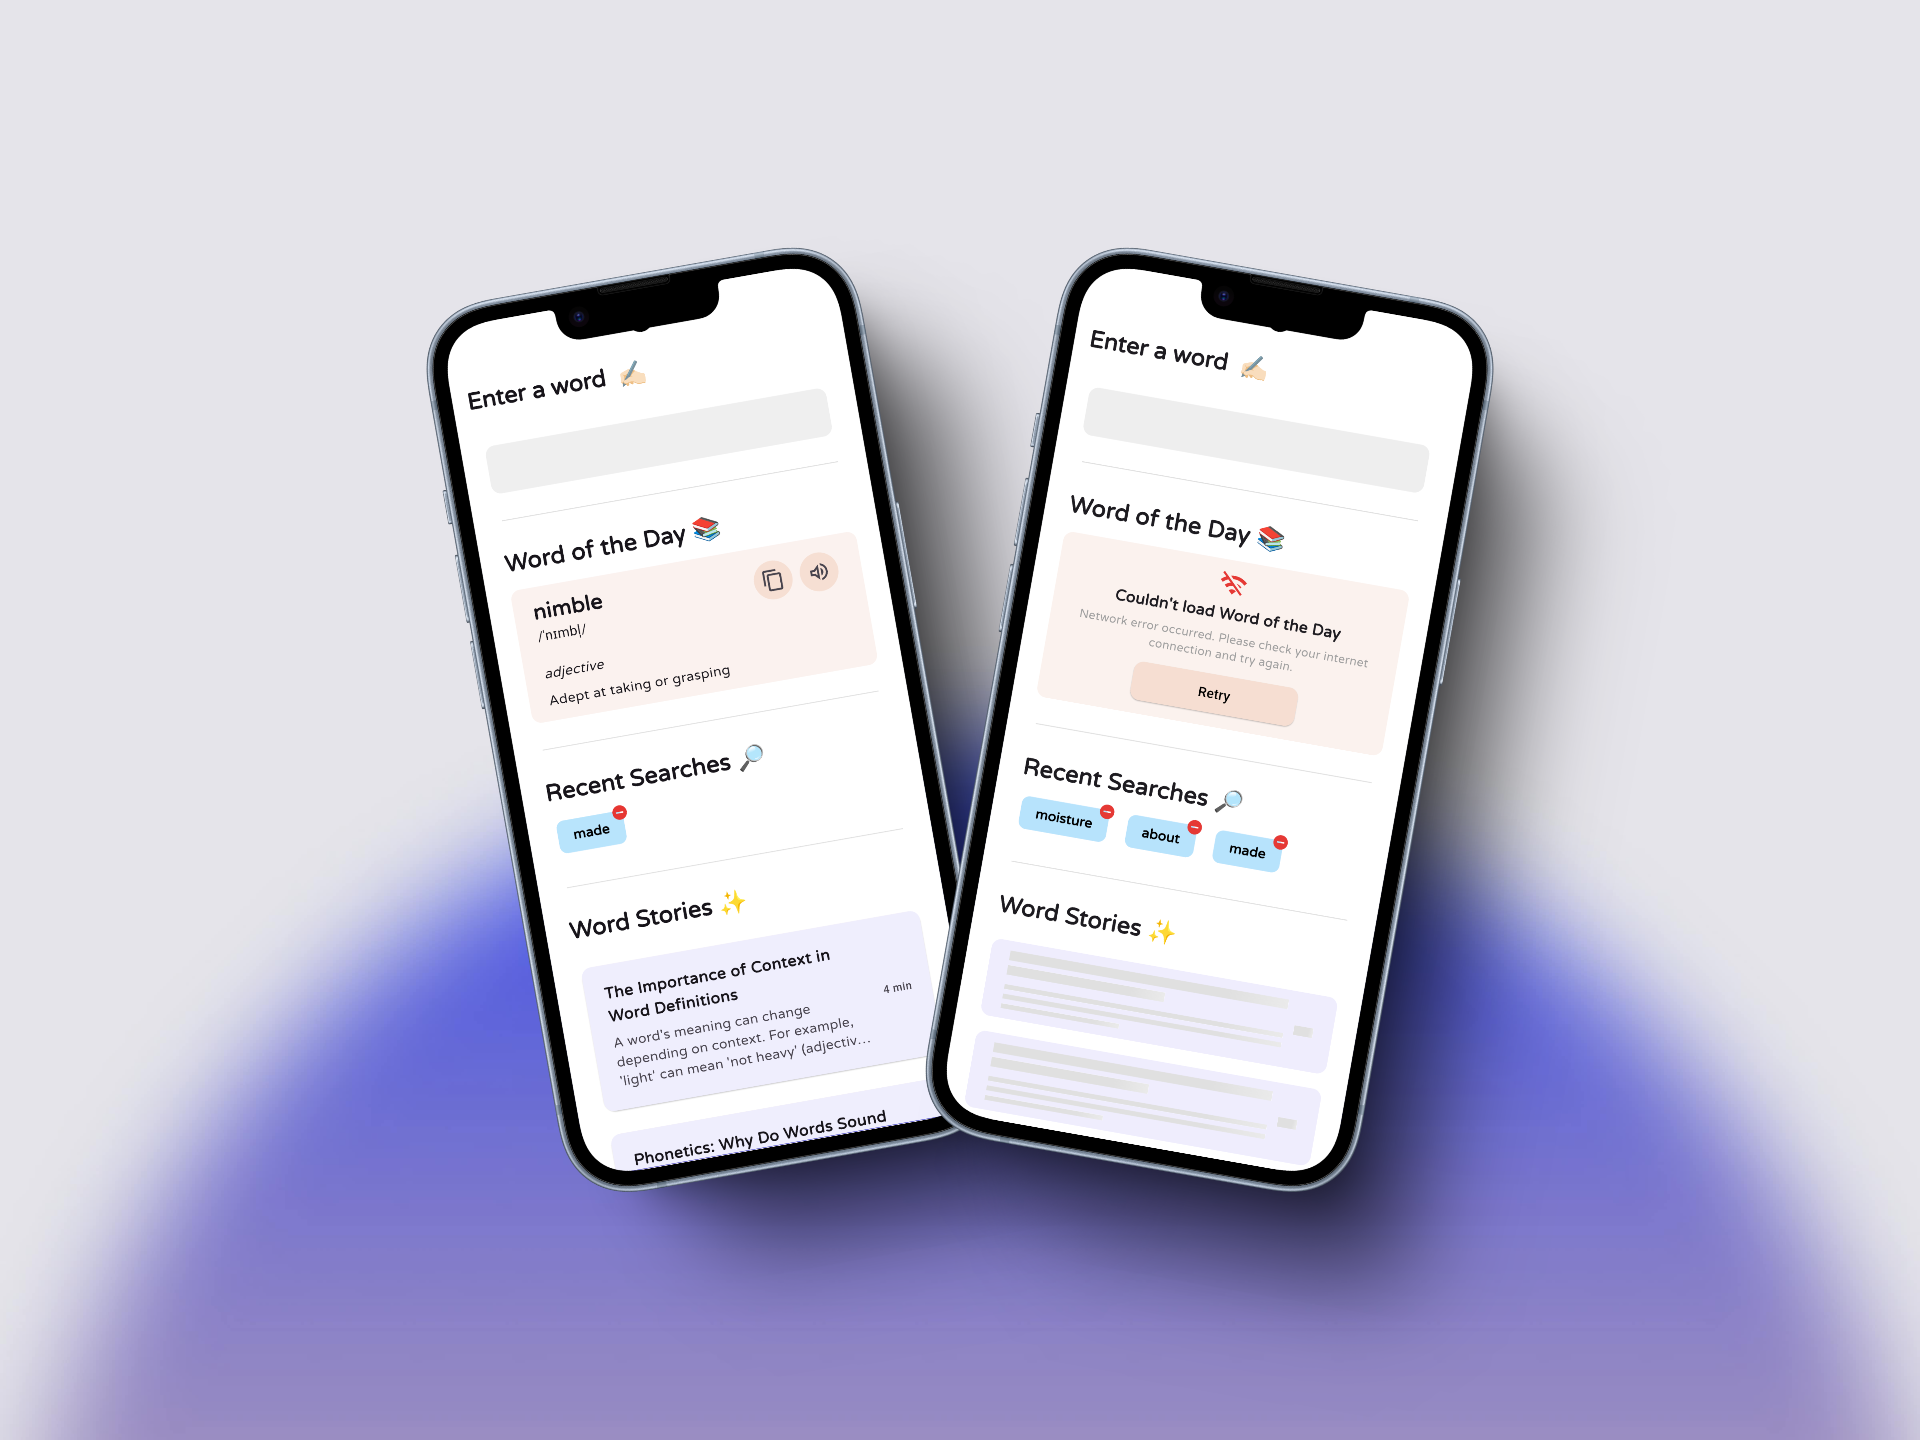 Enter a word ✍🏻
Word of the Day 📚
nimble
/ˈnɪmb|/
adjective
Adept at taking or grasping
Recent Searches 🔎
made
Word Stories ✨
The Importance of Context in
Word Definitions
4 min
A word's meaning can change
depending on context. For example,
'light' can mean 'not heavy' (adjectiv...
Phonetics: Why Do Words Sound
Enter a word ✍🏻
Word of the Day 📚
Couldn't load Word of the Day
Network error occurred. Please check your internet
connection and try again.
Retry
Recent Searches 🔎
moisture about made
Word Stories ✨